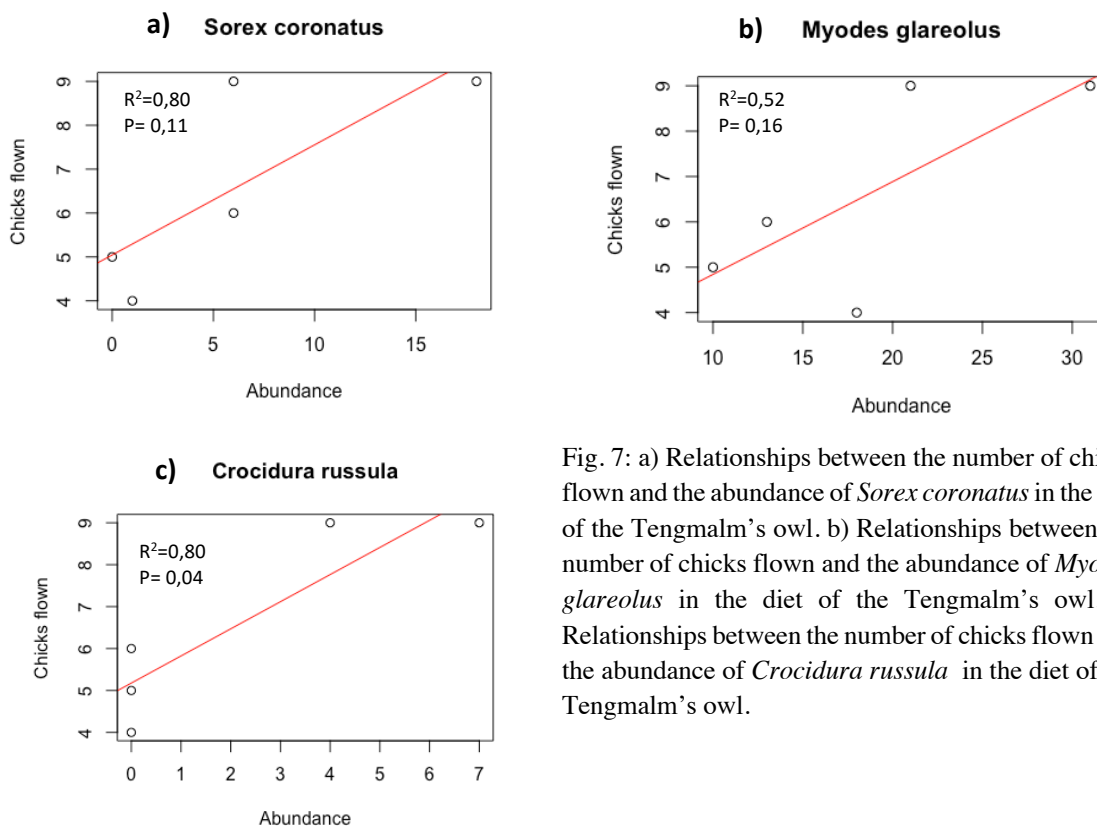 a) Sorex coronatus
R²=0,80
P= 0,11
Chicks flown
4 5 6 7 8 9
0 5 10 15
Abundance
b) Myodes glareolus
R²=0,52
P= 0,16
Chicks flown
4 5 6 7 8 9
10 15 20 25 30
Abundance
c) Crocidura russula
R²=0,80
P= 0,04
Chicks flown
4 5 6 7 8 9
0 1 2 3 4 5 6 7
Abundance
Fig. 7: a) Relationships between the number of
flown and the abundance of Sorex coronatus in the
of the Tengmalm's owl. b) Relationships between
number of chicks flown and the abundance of
glareolus in the diet of the Tengmalm's owl
Relationships between the number of chicks flown
the abundance of Crocidura russula in the diet of
Tengmalm's owl.